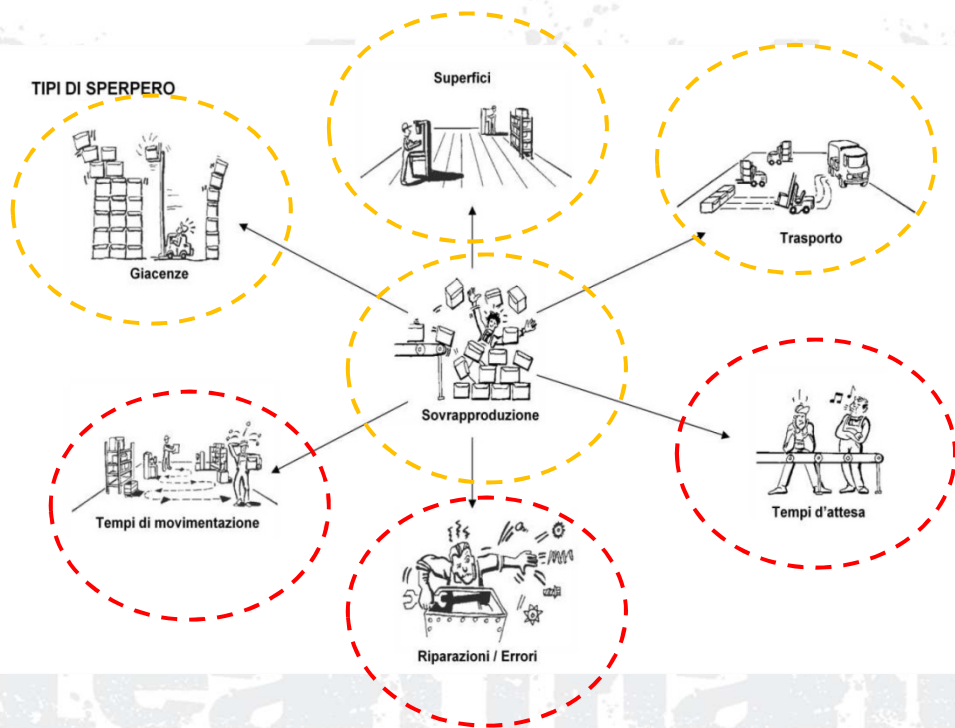 TIPI DI SPERPERO
Superfici
Giacenze
Trasporto
Sovrapproduzione
Tempi di movimentazione
Tempi d'attesa
Riparazioni / Errori